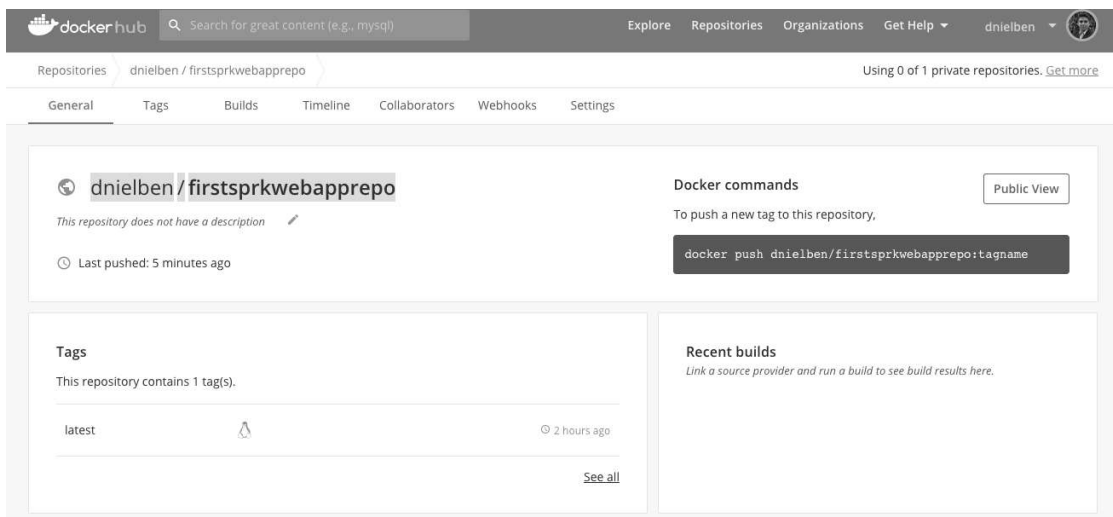 dockerhub Search for great content (e.g., mysql) Explore Repositories Organizations Get Help dnielben
Repositories dnielben / firstsprkwebapprepo Using 0 of 1 private repositories. Get more
General Tags Builds Timeline Collaborators Webhooks Settings
dnielben / firstsprkwebapprepo
This repository does not have a description
Last pushed: 5 minutes ago
Docker commands
Public View
To push a new tag to this repository,
docker push dnielben/firstsprkwebapprepo:tagname
Tags
This repository contains 1 tag(s).
latest 2 hours ago
See all
Recent builds
Link a source provider and run a build to see build results here.